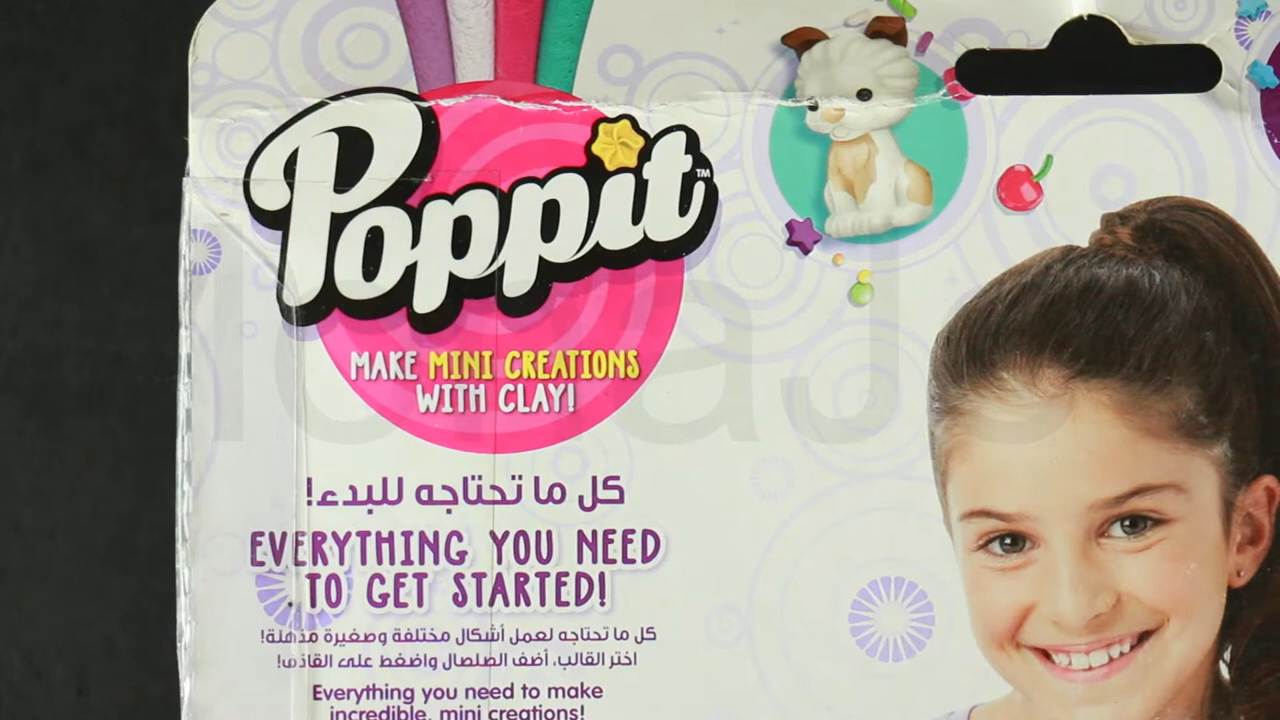 Poppit™
MAKE MINI CREATIONS
WITH CLAY!
كل ما تحتاجه للبدء!
EVERYTHING YOU NEED
TO GET STARTED!
كل ما تحتاجه لعمل أشكال مختلفة وصغيرة مذهلة!
اختر القالب، أضف الصلصال واضغط على القاذف!
Everything you need to make
incredible, mini creations!